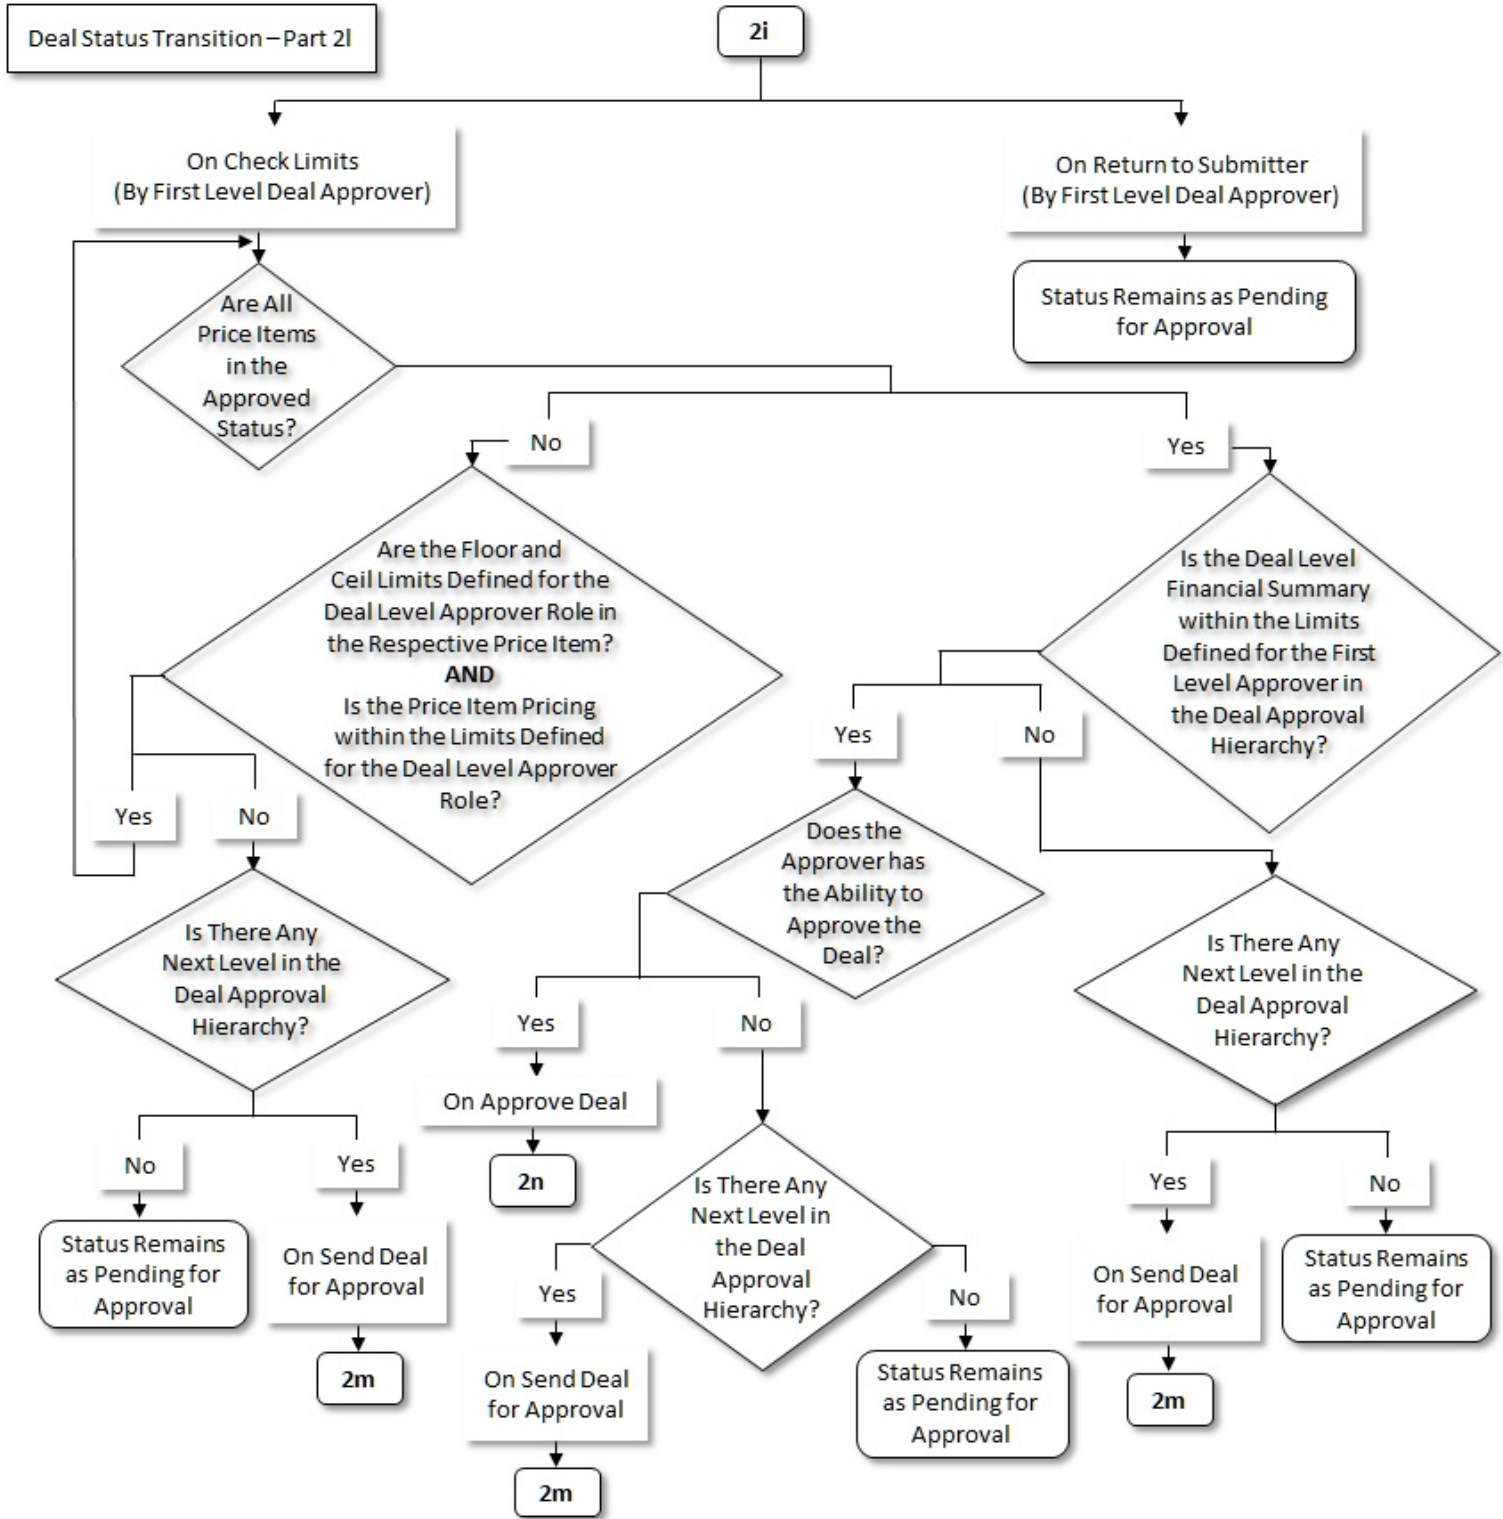 Deal Status Transition – Part 2l
2i
On Check Limits
(By First Level Deal Approver)
On Return to Submitter
(By First Level Deal Approver)
Status Remains as Pending
for Approval
Are All
Price Items
in the
Approved
Status?
No
Yes
Are the Floor and
Ceil Limits Defined for the
Deal Level Approver Role in
the Respective Price Item?
AND
Is the Price Item Pricing
within the Limits Defined
for the Deal Level Approver
Role?
Is the Deal Level
Financial Summary
within the Limits
Defined for the First
Level Approver in
the Deal Approval
Hierarchy?
Yes
No
Yes
No
Does the
Approver has
the Ability to
Approve the
Deal?
Is There Any
Next Level in the
Deal Approval
Hierarchy?
Is There Any
Next Level in the
Deal Approval
Hierarchy?
Yes
No
On Approve Deal
2n
No
Yes
Status Remains
as Pending for
Approval
On Send Deal
for Approval
2m
Is There Any
Next Level in
the Deal
Approval
Hierarchy?
Yes
No
On Send Deal
for Approval
2m
Status Remains
as Pending for
Approval
Yes
No
On Send Deal
for Approval
2m
Status Remains
as Pending for
Approval